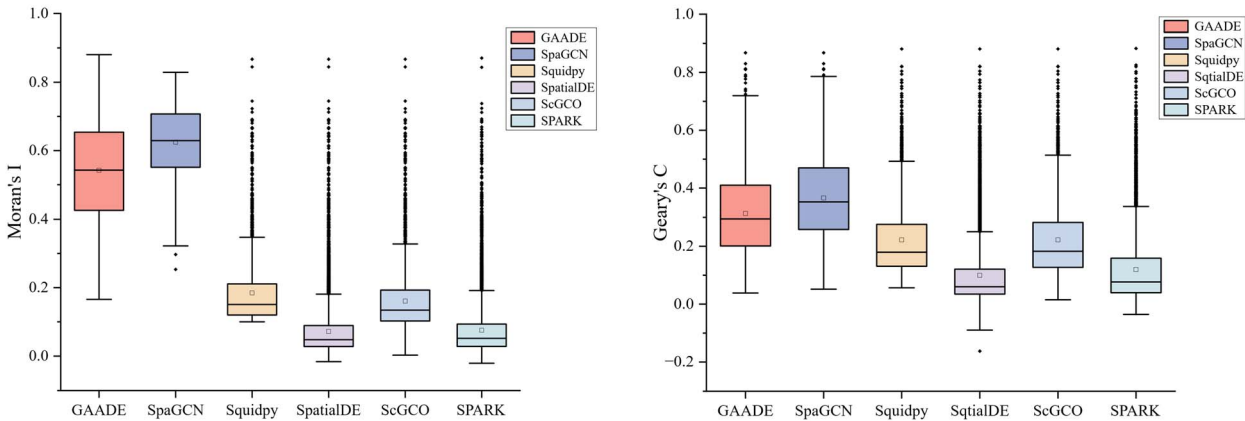 1.0
0.8
0.6
0.4
0.2
0.0
Moran's I
GAADE
SpaGCN
Squidpy
SpatialDE
ScGCO
SPARK
GAADE SpaGCN Squidpy SpatialDE ScGCO SPARK
1.0
0.8
0.6
0.4
0.2
0.0
−0.2
Geary's C
GAADE
SpaGCN
Squidpy
SqtialDE
ScGCO
SPARK
GAADE SpaGCN Squidpy SqtialDE ScGCO SPARK